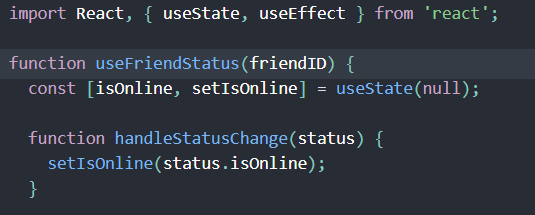 import React, { useState, useEffect } from 'react';
function useFriendStatus(friendID) {
const [isOnline, setIsOnline] = useState(null);
function handleStatusChange(status) {
setIsOnline(status.isOnline);
}